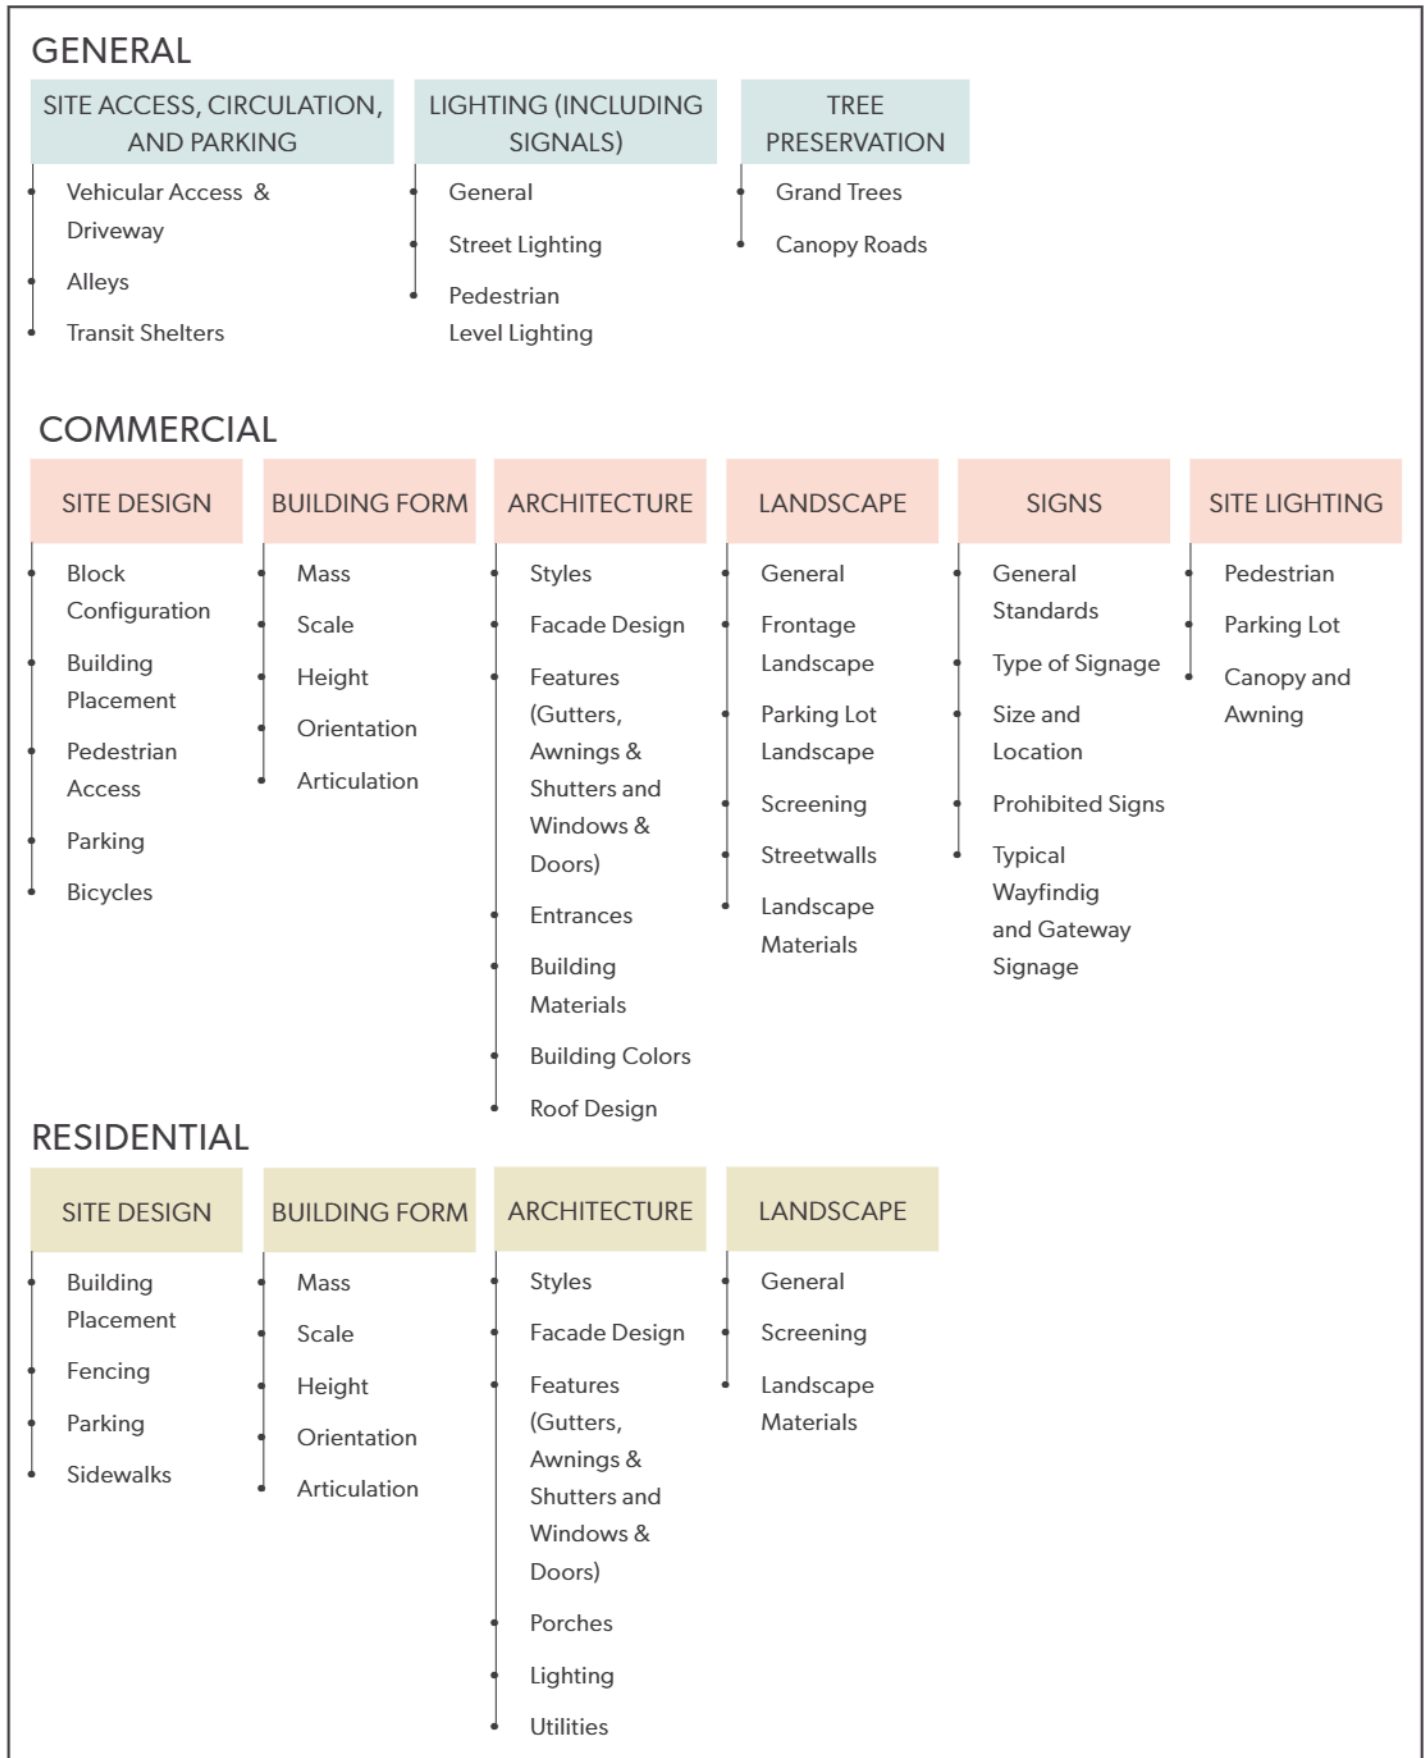 GENERAL
SITE ACCESS, CIRCULATION,
AND PARKING
Vehicular Access &
Driveway
Alleys
Transit Shelters
LIGHTING (INCLUDING
SIGNALS)
General
Street Lighting
Pedestrian
Level Lighting
TREE
PRESERVATION
Grand Trees
Canopy Roads
COMMERCIAL
SITE DESIGN
Block
Configuration
Building
Placement
Pedestrian
Access
Parking
Bicycles
BUILDING FORM
Mass
Scale
Height
Orientation
Articulation
ARCHITECTURE
Styles
Facade Design
Features
(Gutters,
Awnings &
Shutters and
Windows &
Doors)
Entrances
Building
Materials
Building Colors
Roof Design
LANDSCAPE
General
Frontage
Landscape
Parking Lot
Landscape
Screening
Streetwalls
Landscape
Materials
SIGNS
General
Standards
Type of Signage
Size and
Location
Prohibited Signs
Typical
Wayfindig
and Gateway
Signage
SITE LIGHTING
Pedestrian
Parking Lot
Canopy and
Awning
RESIDENTIAL
SITE DESIGN
Building
Placement
Fencing
Parking
Sidewalks
BUILDING FORM
Mass
Scale
Height
Orientation
Articulation
ARCHITECTURE
Styles
Facade Design
Features
(Gutters,
Awnings &
Shutters and
Windows &
Doors)
Porches
Lighting
Utilities
LANDSCAPE
General
Screening
Landscape
Materials